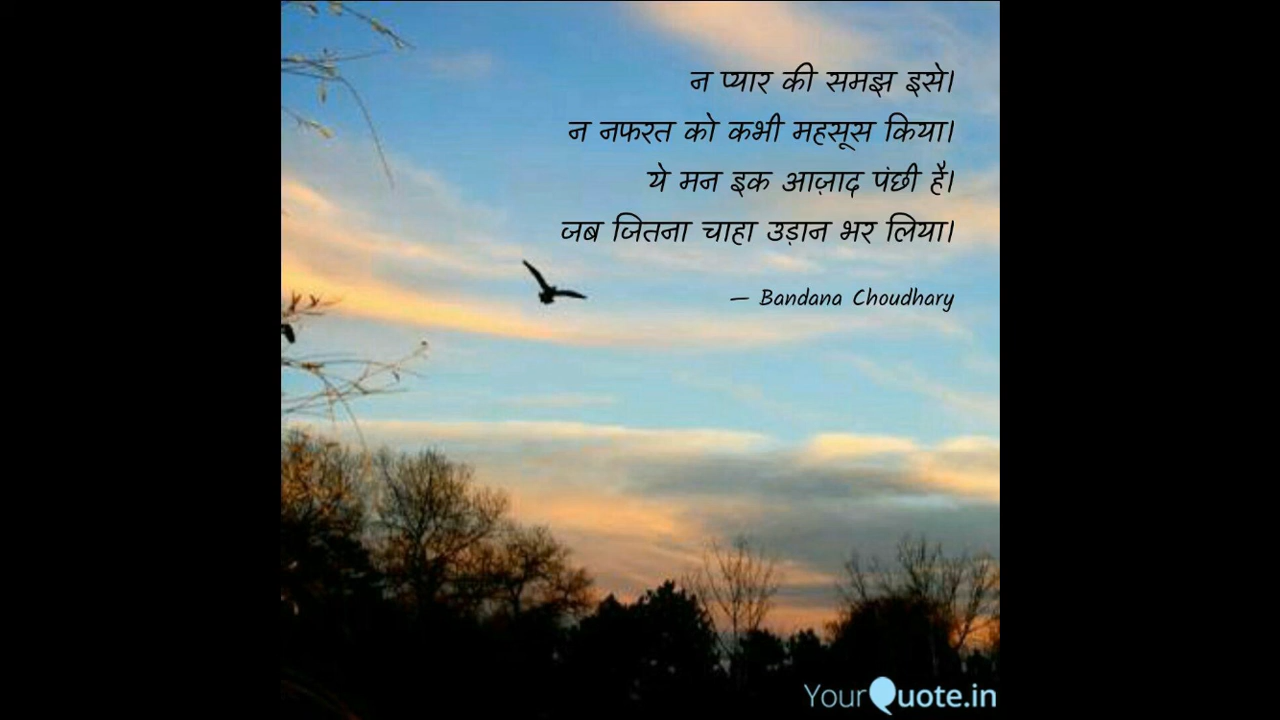 न प्यार की समझ इसे।
न नफरत को कभी महसूस किया।
ये मन इक आज़ाद पंछी है।
जब जितना चाहा उड़ान भर लिया।
— Bandana Choudhary
YourQuote.in